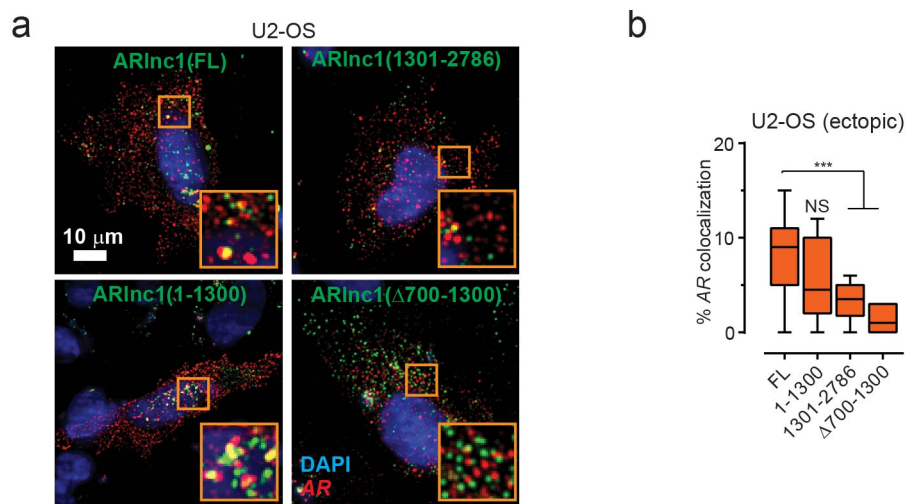 a
U2-OS
ARlnc1(FL)
ARlnc1(1301-2786)
10 μm
ARlnc1(1-1300)
ARlnc1(Δ700-1300)
DAPI
AR
b
U2-OS (ectopic)
% AR colocalization
20
10
0
***
NS
FL
1-1300
1301-2786
Δ700-1300